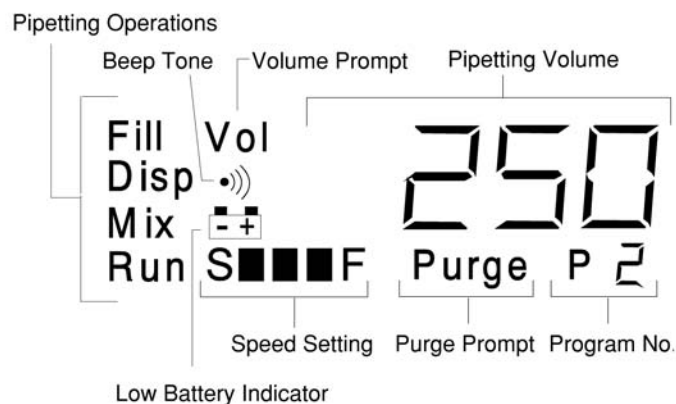 Pipetting Operations
Beep Tone Volume Prompt Pipetting Volume
Fill Vol 250
Disp
Mix - +
Run S F Purge P 2
Speed Setting Purge Prompt Program No.
Low Battery Indicator